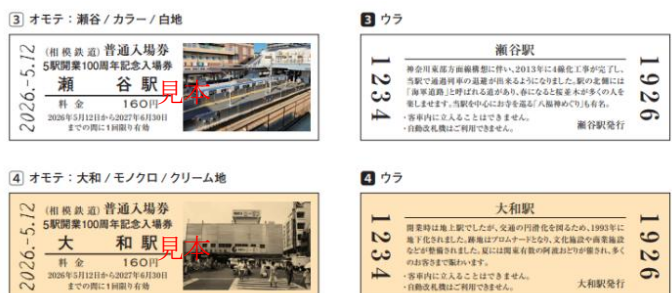 3 オモテ：瀬谷 / カラー / 白地
2026.-5.12
(相模鉄道) 普通入場券
5駅開業100周年記念入場券
瀬谷駅
見本
料金 160円
2026年5月12日から2027年6月30日
までの間に1回限り有効
3 ウラ
1234
瀬谷駅
神奈川東部方面線構想に伴い、2013年に4線化工事が完了し、
当駅で通過列車の退避が出来るようになりました。駅の北側には
「海軍道路」と呼ばれる道があり、春になると桜並木が多くの人を
楽しませます。当駅を中心にお寺を巡る「八福神めぐり」も有名。
・客車内に立入ることはできません。
・自動改札機はご利用できません。
瀬谷駅発行
1926
4 オモテ：大和 / モノクロ / クリーム地
2026.-5.12
(相模鉄道) 普通入場券
5駅開業100周年記念入場券
大和駅
見本
料金 160円
2026年5月12日から2027年6月30日
までの間に1回限り有効
4 ウラ
1234
大和駅
開業時は地上駅でしたが、交通の円滑化を図るため、1993年に
地下化されました。跡地はプロムナードとなり、文化施設や商業施設
などが整備されました。夏には関東有数の阿波おどりが催され、多く
のお客さまで賑わいます。
・客車内に立入ることはできません。
・自動改札機はご利用できません。
大和駅発行
1926